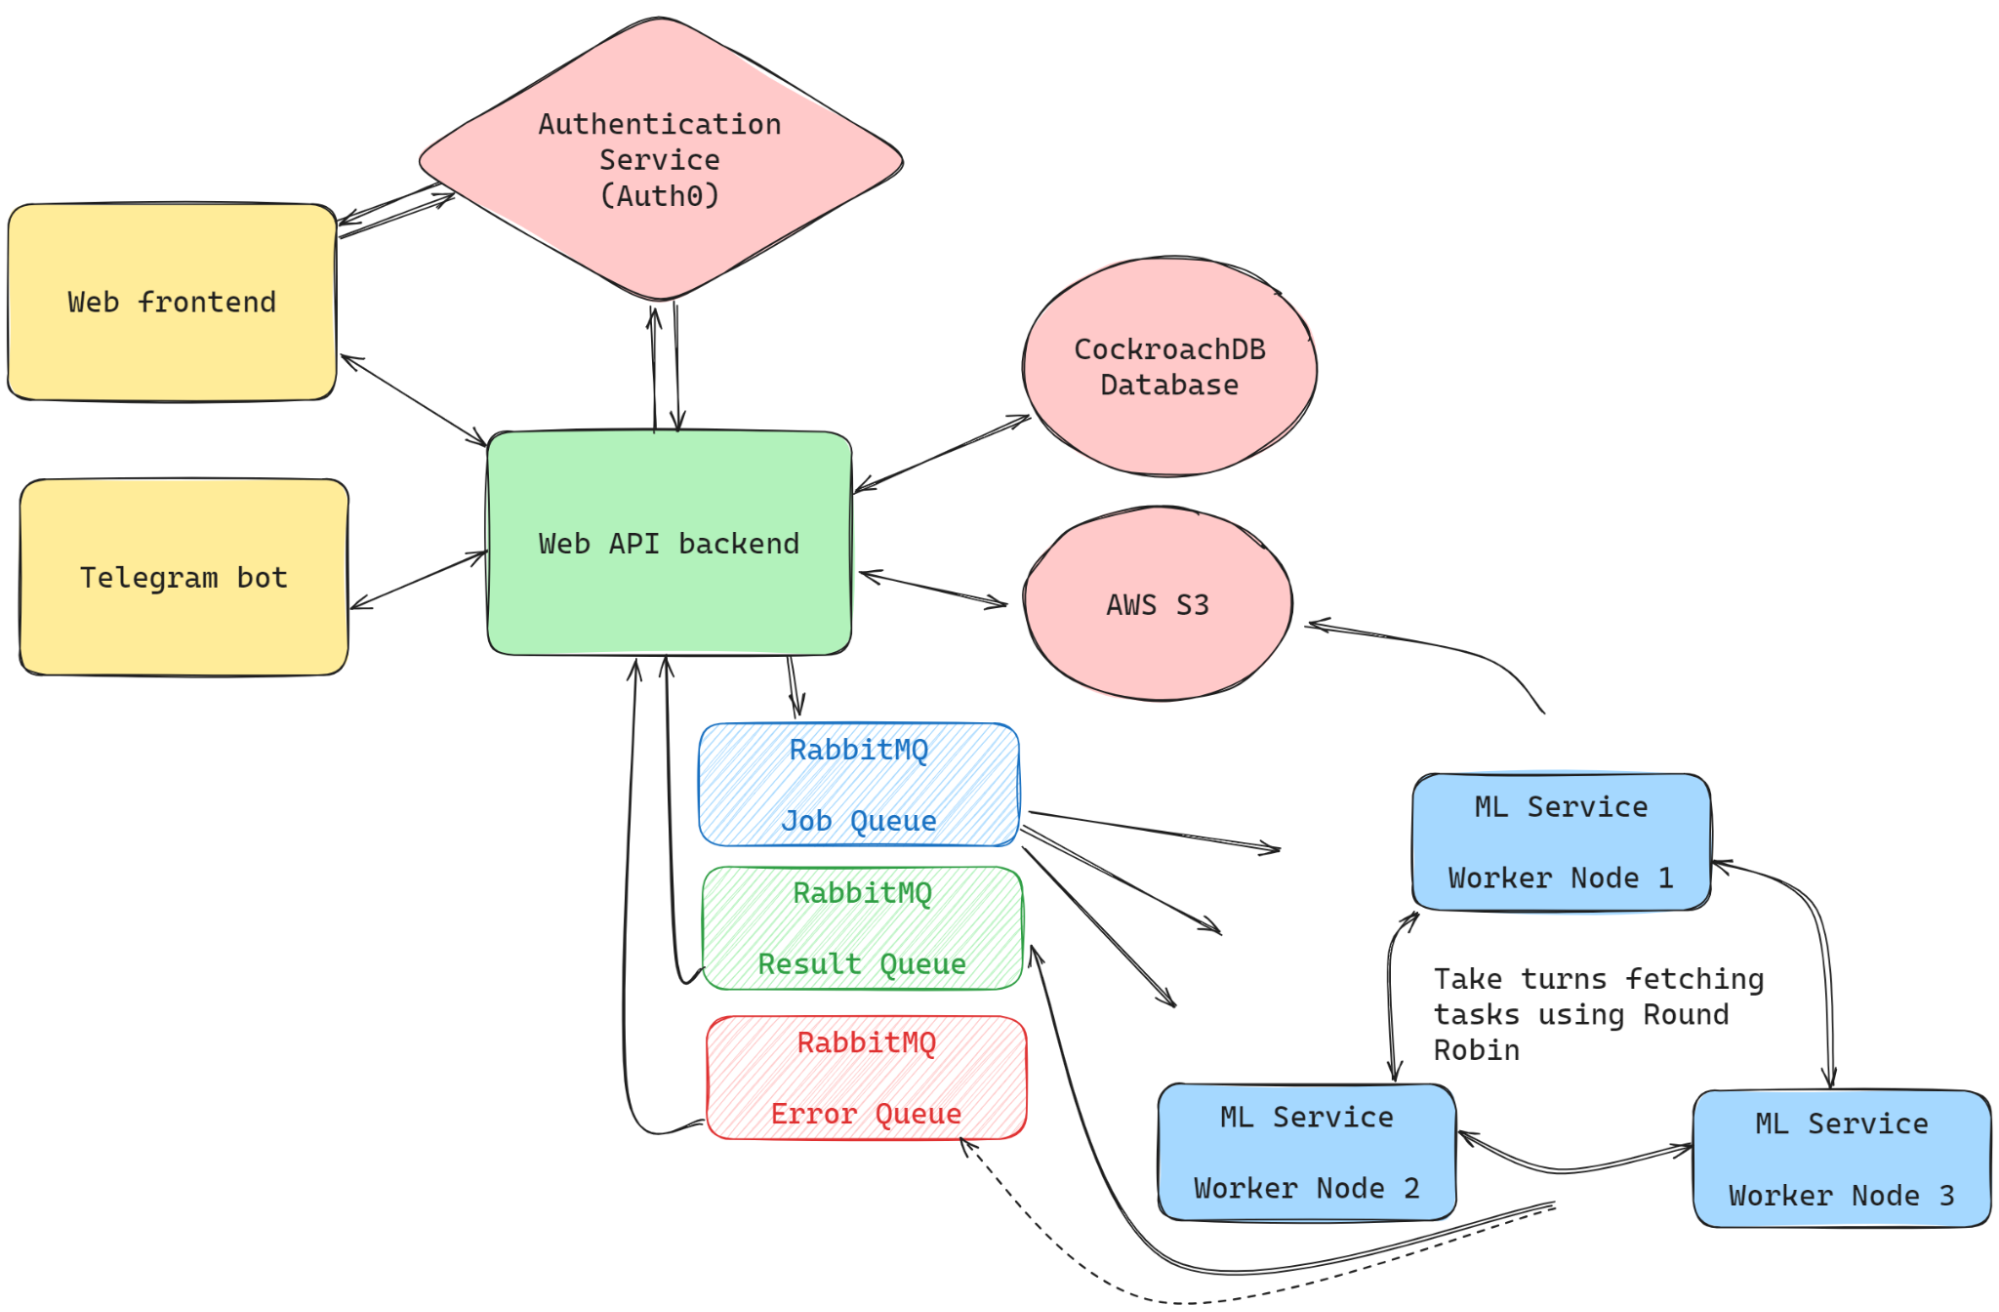 Authentication
Service
(Auth0)
Web frontend
CockroachDB
Database
Web API backend
Telegram bot
AWS S3
RabbitMQ
Job Queue
RabbitMQ
Result Queue
RabbitMQ
Error Queue
ML Service
Worker Node 1
Take turns fetching
tasks using Round
Robin
ML Service
Worker Node 2
ML Service
Worker Node 3